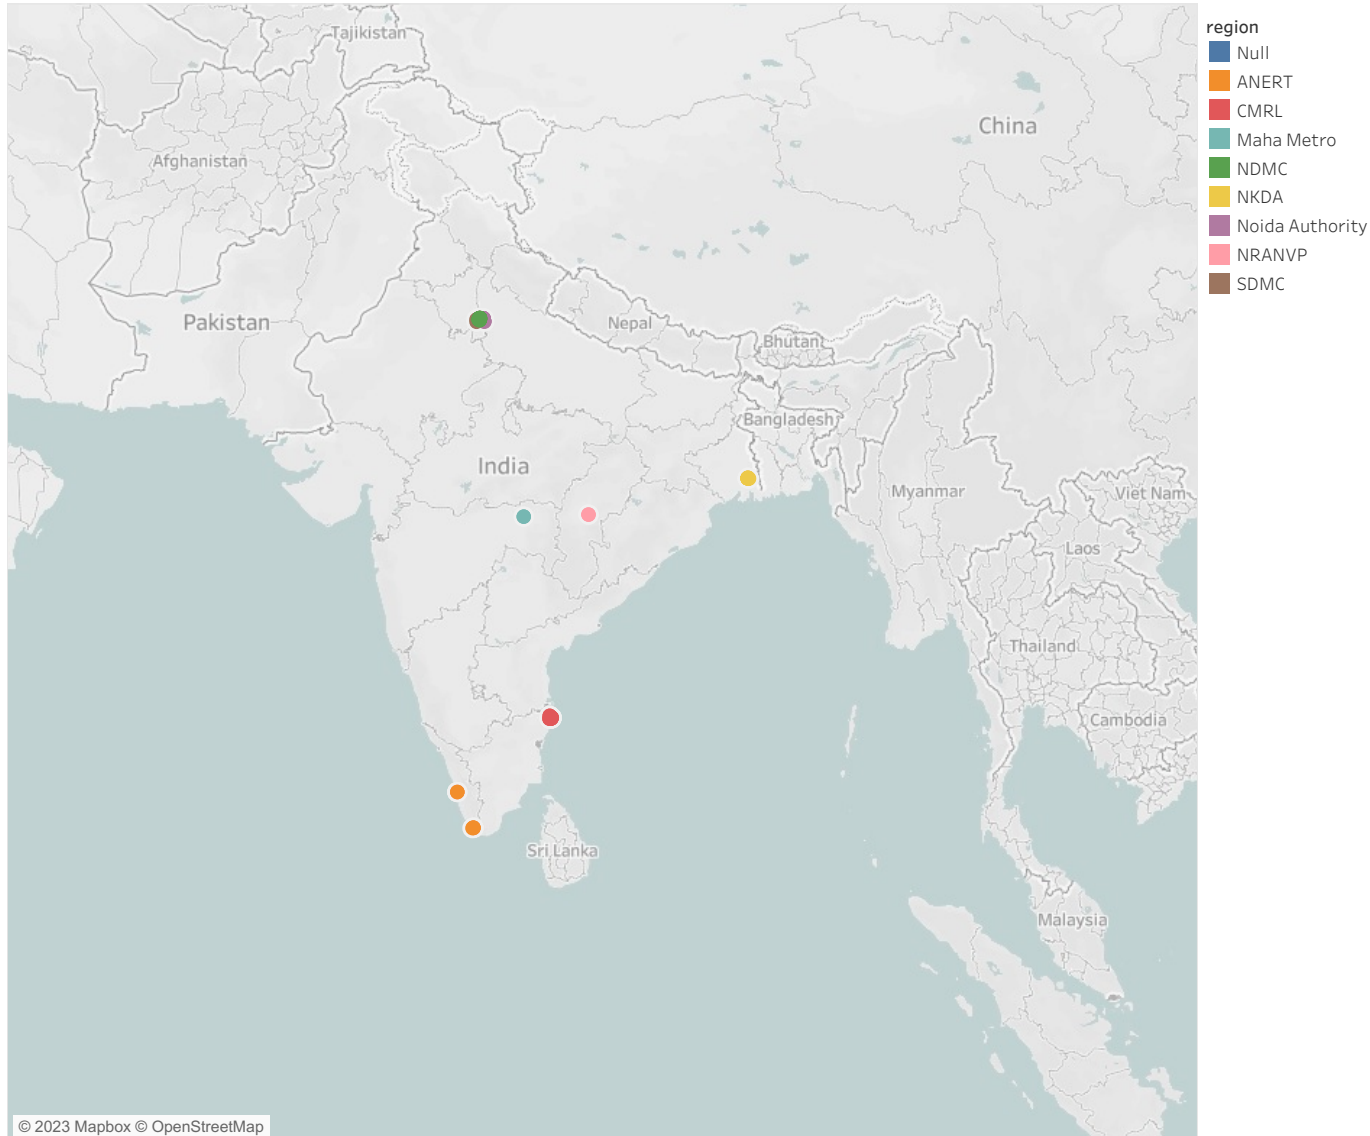 region
Null
ANERT
CMRL
Maha Metro
NDMC
NKDA
Noida Authority
NRANVP
SDMC
Tajikistan
China
Afghanistan
Pakistan
Nepal
Bhutan
Bangladesh
India
Myanmar
Viet Nam
Laos
Thailand
Cambodia
Sri Lanka
Malaysia
© 2023 Mapbox © OpenStreetMap